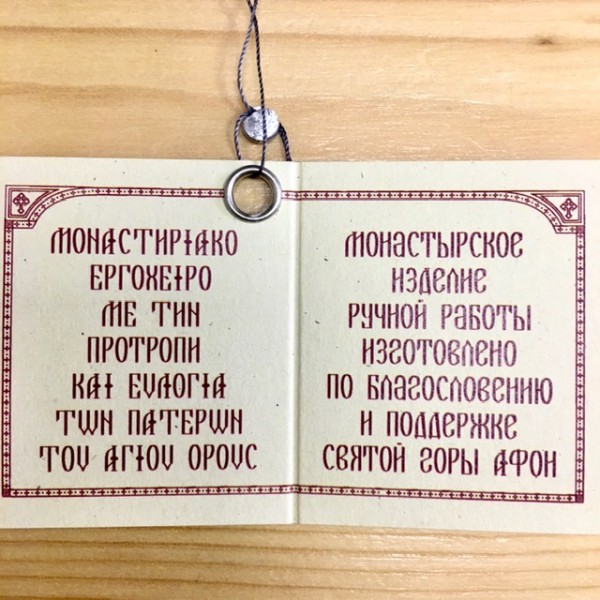 ΜΟΝΑΣΤΙΡΙΑΚΟ
ΕΡΓΟΧΕΙΡΟ
ΜΕ ΤΙΝ
ΠΡΟΤΡΟΠΙ
ΚΑΙ ΕΥΛΟΓΙΑ
ΤΩΝ ΠΑΤΕΡΩΝ
ΤΟΥ ΑΓΙΟΥ ΟΡΟΥΣ
МОНАСТЫРСКОЕ
ИЗДЕЛИЕ
РУЧНОЙ РАБОТЫ
ИЗГОТОВЛЕНО
ПО БЛАГОСЛОВЕНИЮ
И ПОДДЕРЖКЕ
СВЯТОЙ ГОРЫ АФОН